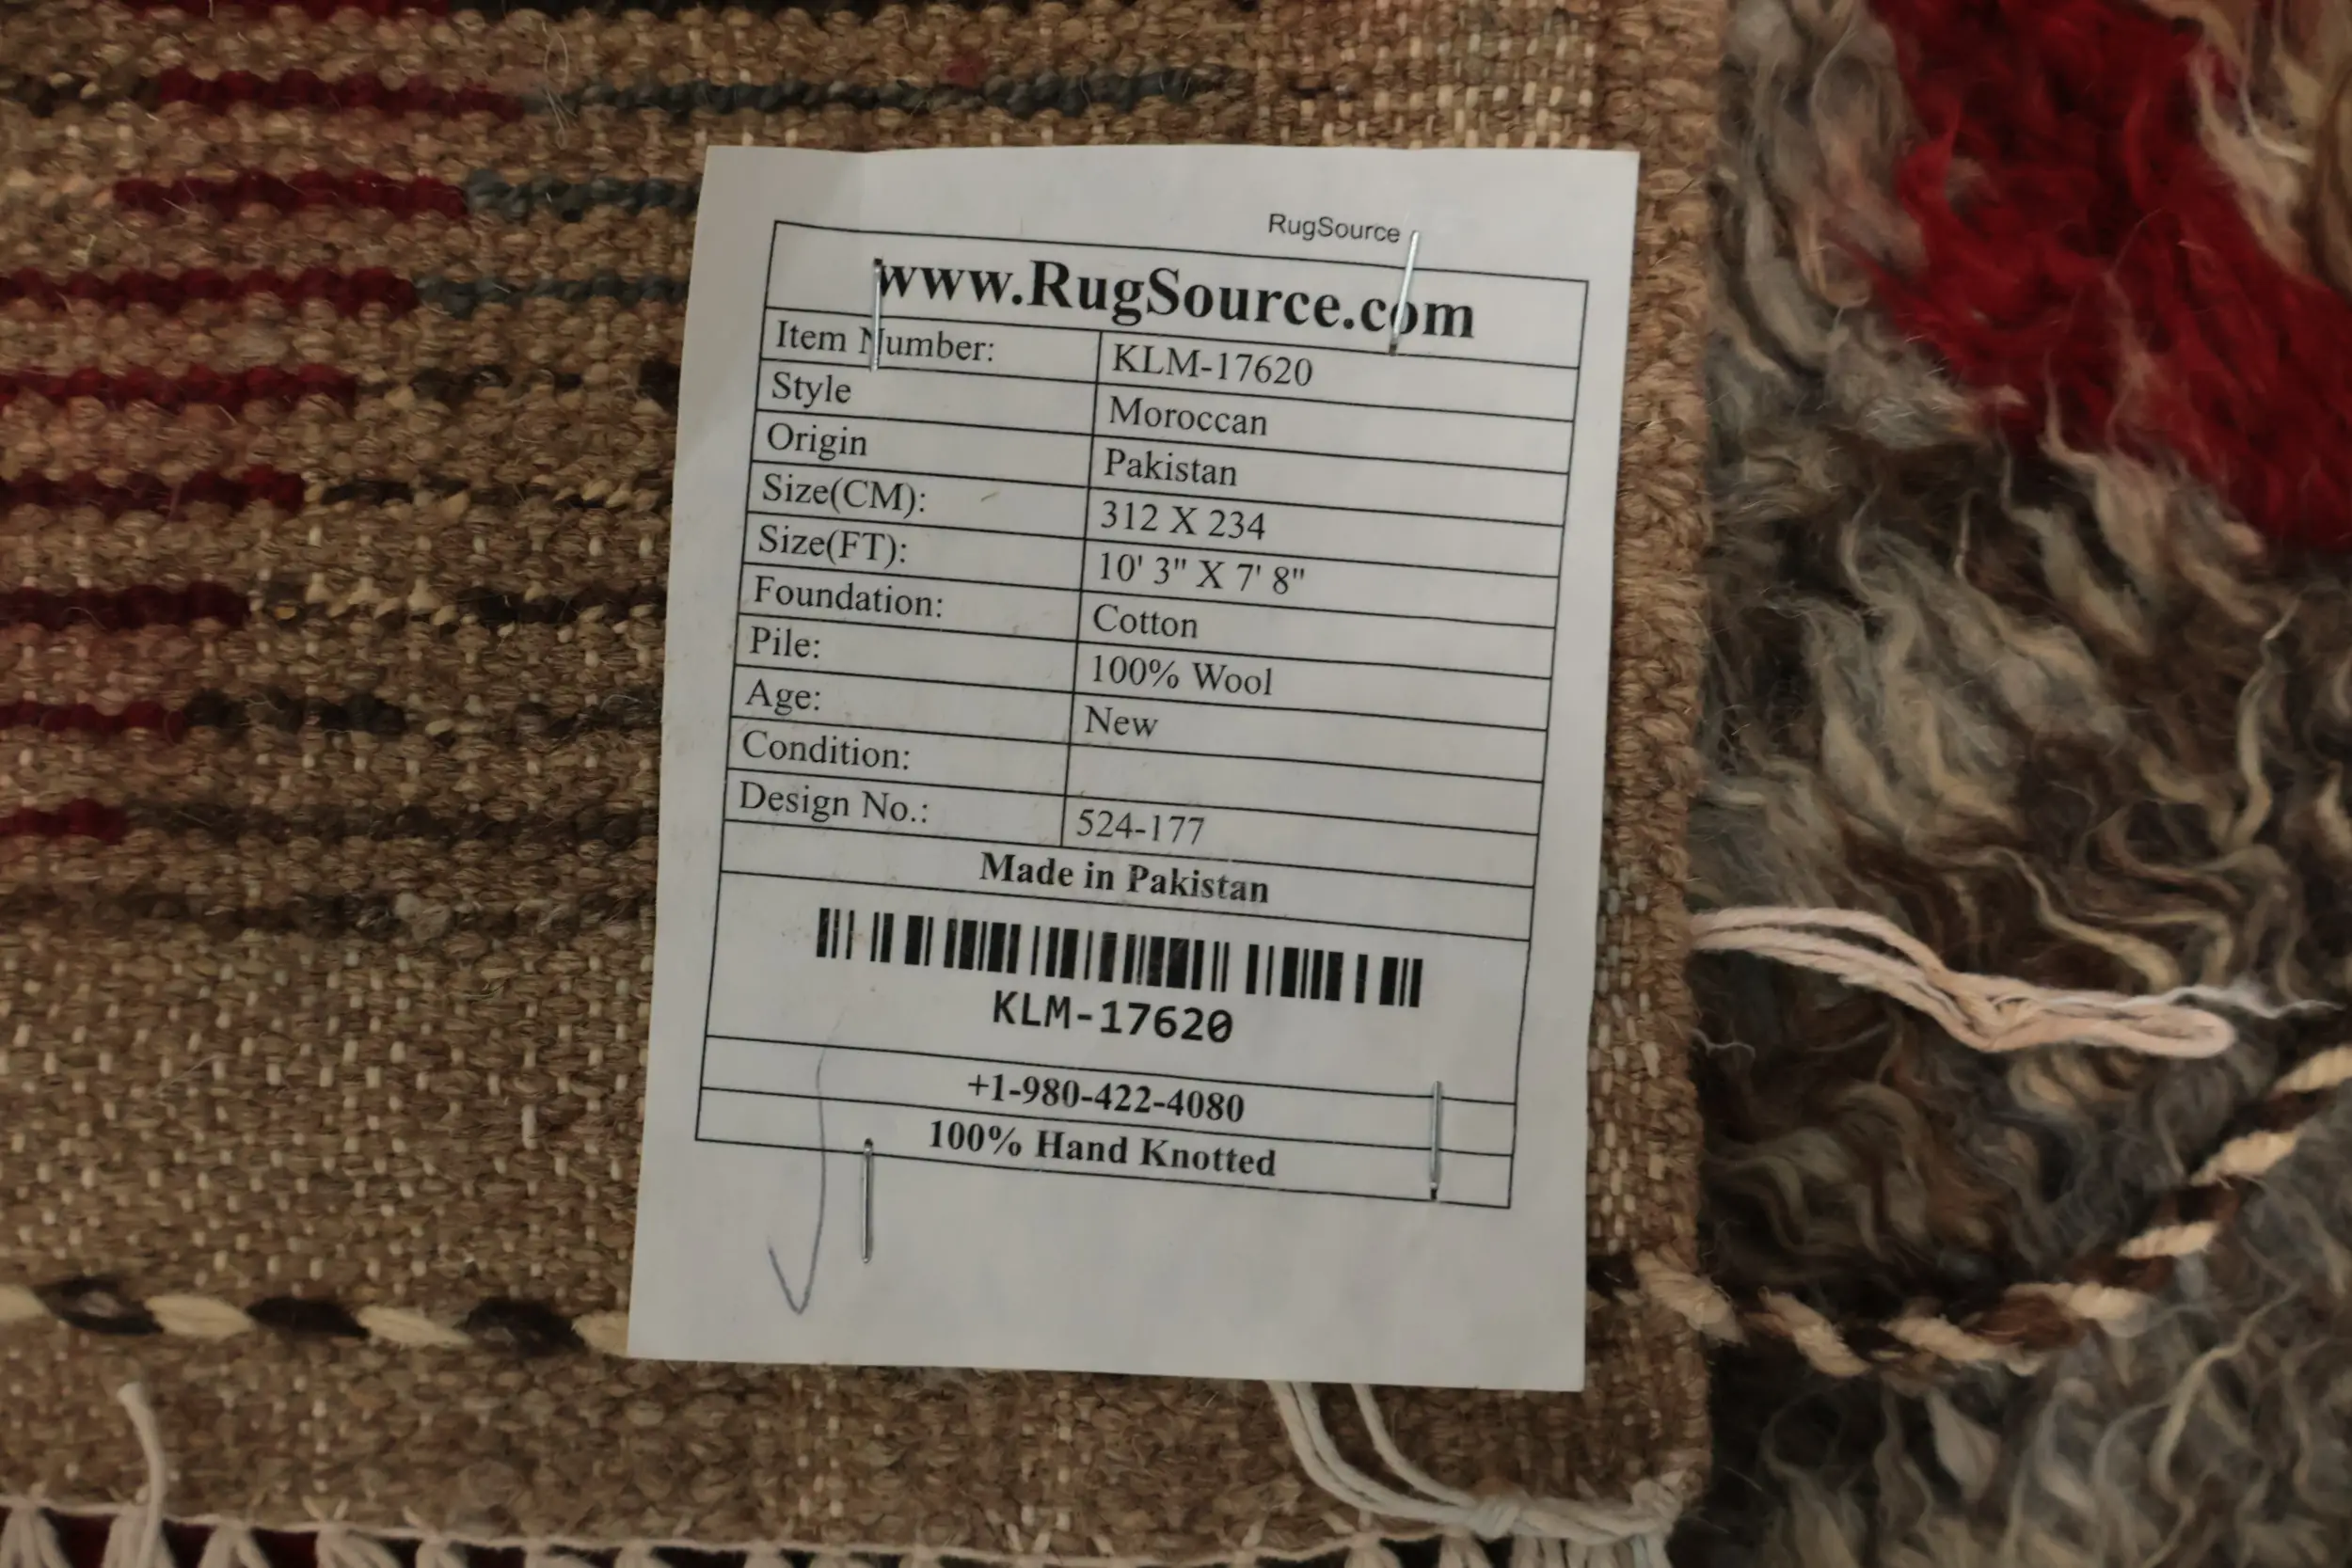 RugSource
www.RugSource.com
Item Number: KLM-17620
Style Moroccan
Origin Pakistan
Size(CM): 312 X 234
Size(FT): 10' 3" X 7' 8"
Foundation: Cotton
Pile: 100% Wool
Age: New
Condition:
Design No.: 524-177
Made in Pakistan
KLM-17620
+1-980-422-4080
100% Hand Knotted